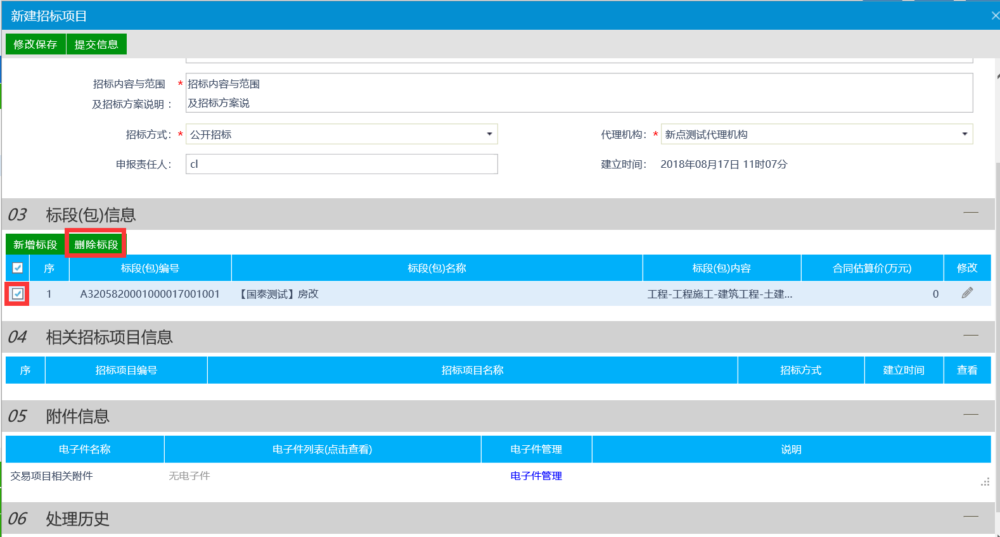 新建招标项目
修改保存 提交信息
招标内容与范围 * 招标内容与范围
及招标方案说明： 及招标方案说
招标方式：* 公开招标 代理机构：* 新点测试代理机构
申报责任人： cl 建立时间： 2018年08月17日 11时07分
03 标段(包)信息
新增标段 删除标段
序 标段(包)编号 标段(包)名称 标段(包)内容 合同估算价(万元) 修改
1 A3205820001000017001001 【国泰测试】房改 工程-工程施工-建筑工程-土建... 0
04 相关招标项目信息
序 招标项目编号 招标项目名称 招标方式 建立时间 查看
05 附件信息
电子件名称 电子件列表(点击查看) 电子件管理 说明
交易项目相关附件 无电子件 电子件管理
06 处理历史